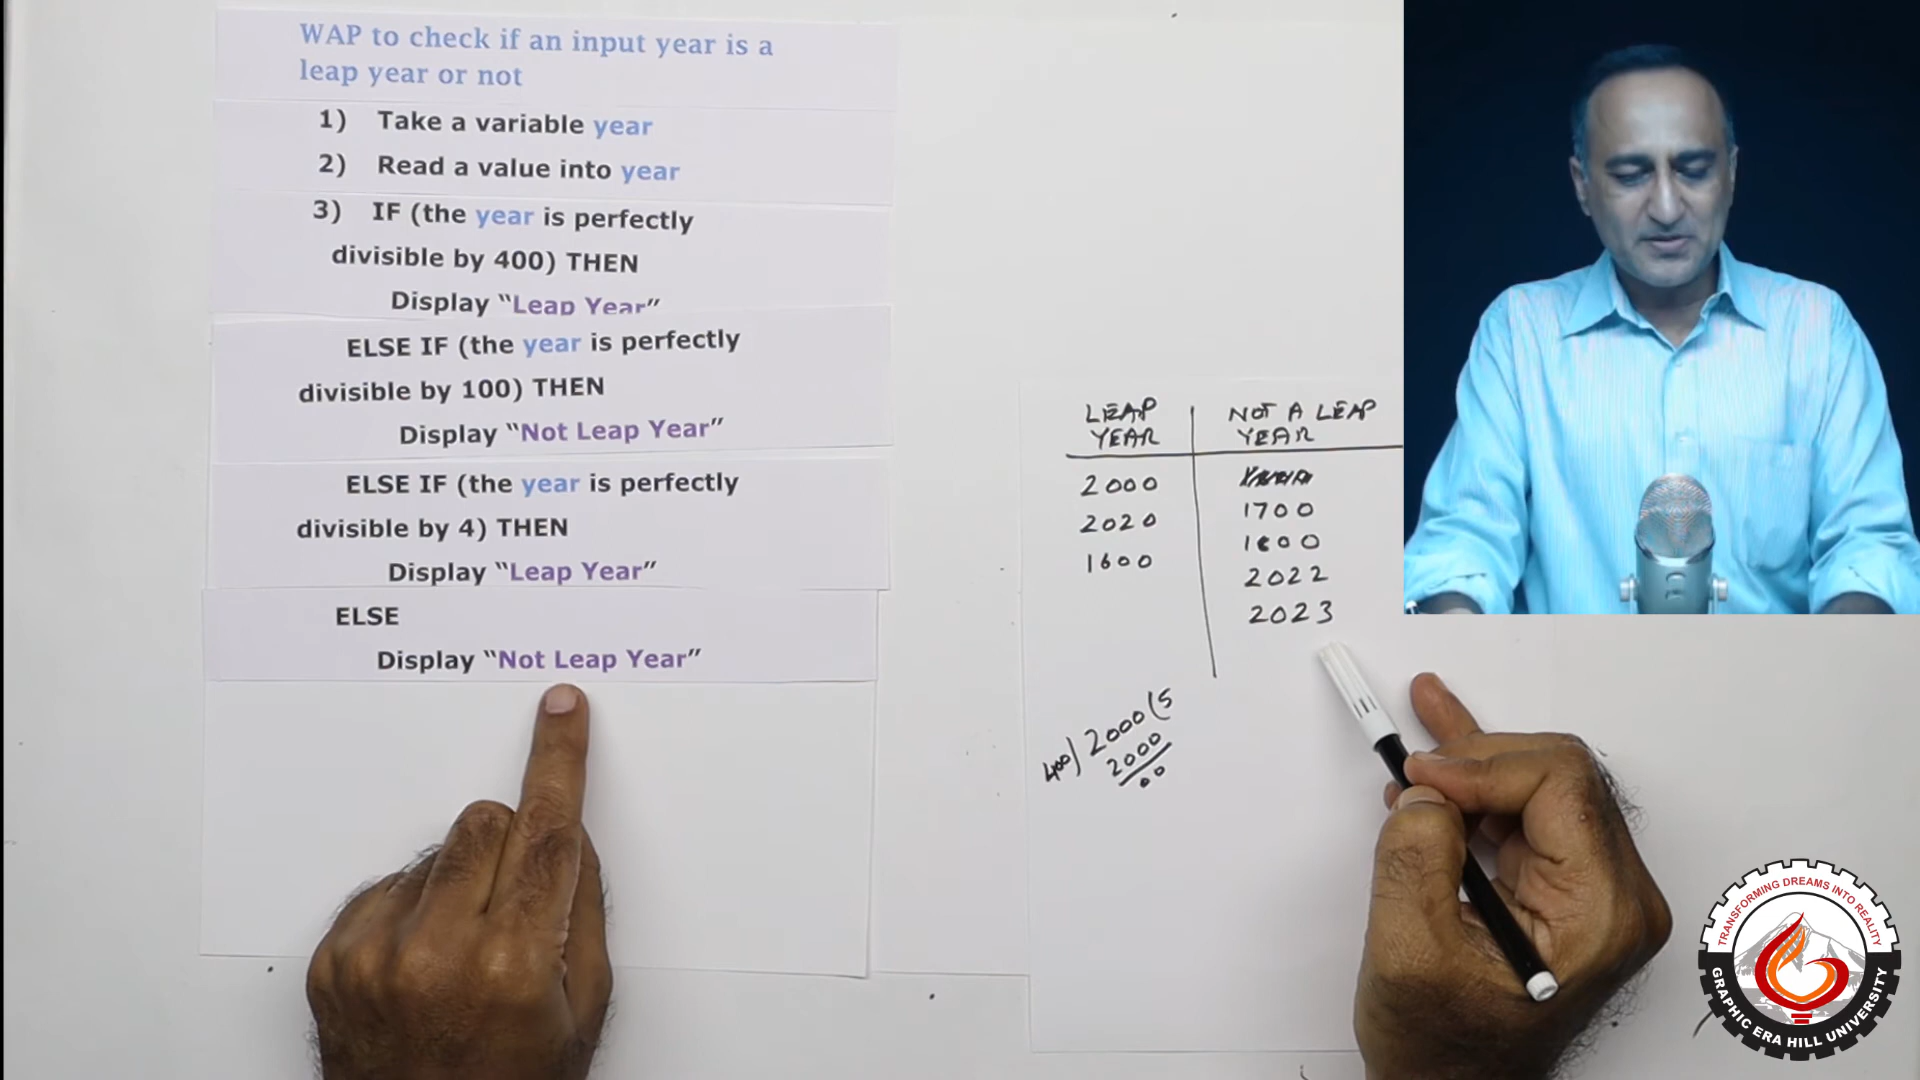 WAP to check if an input year is a
leap year or not
1) Take a variable year
2) Read a value into year
3) IF (the year is perfectly
divisible by 400) THEN
Display “Leap Year”
ELSE IF (the year is perfectly
divisible by 100) THEN
Display “Not Leap Year”
ELSE IF (the year is perfectly
divisible by 4) THEN
Display “Leap Year”
ELSE
Display “Not Leap Year”
LEAP
YEAR
2000
2020
1600
NOT A LEAP
YEAR
1700
2022
2023
400) 2000 (5
2000
00
TRANSFORMING DREAMS INTO REALITY
GRAPHIC ERA HILL UNIVERSITY